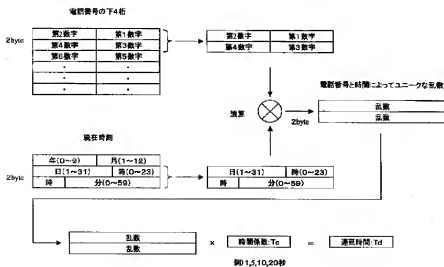 電話番号の下4桁
第2数字 第1数字
第4数字 第3数字
第6数字 第5数字
2byte
第2数字 第1数字
第4数字 第3数字
演算
2byte
電話番号と時間によってユニークな乱数
乱数
乱数
現在時刻
年(0~9) 月(1~12)
日(1~31) 時(0~23)
時 分(0~59)
2byte
日(1~31) 時(0~23)
時 分(0~59)
乱数
乱数
× 時間係数:Tc = 遅延時間:Td
例)1,5,10,20秒